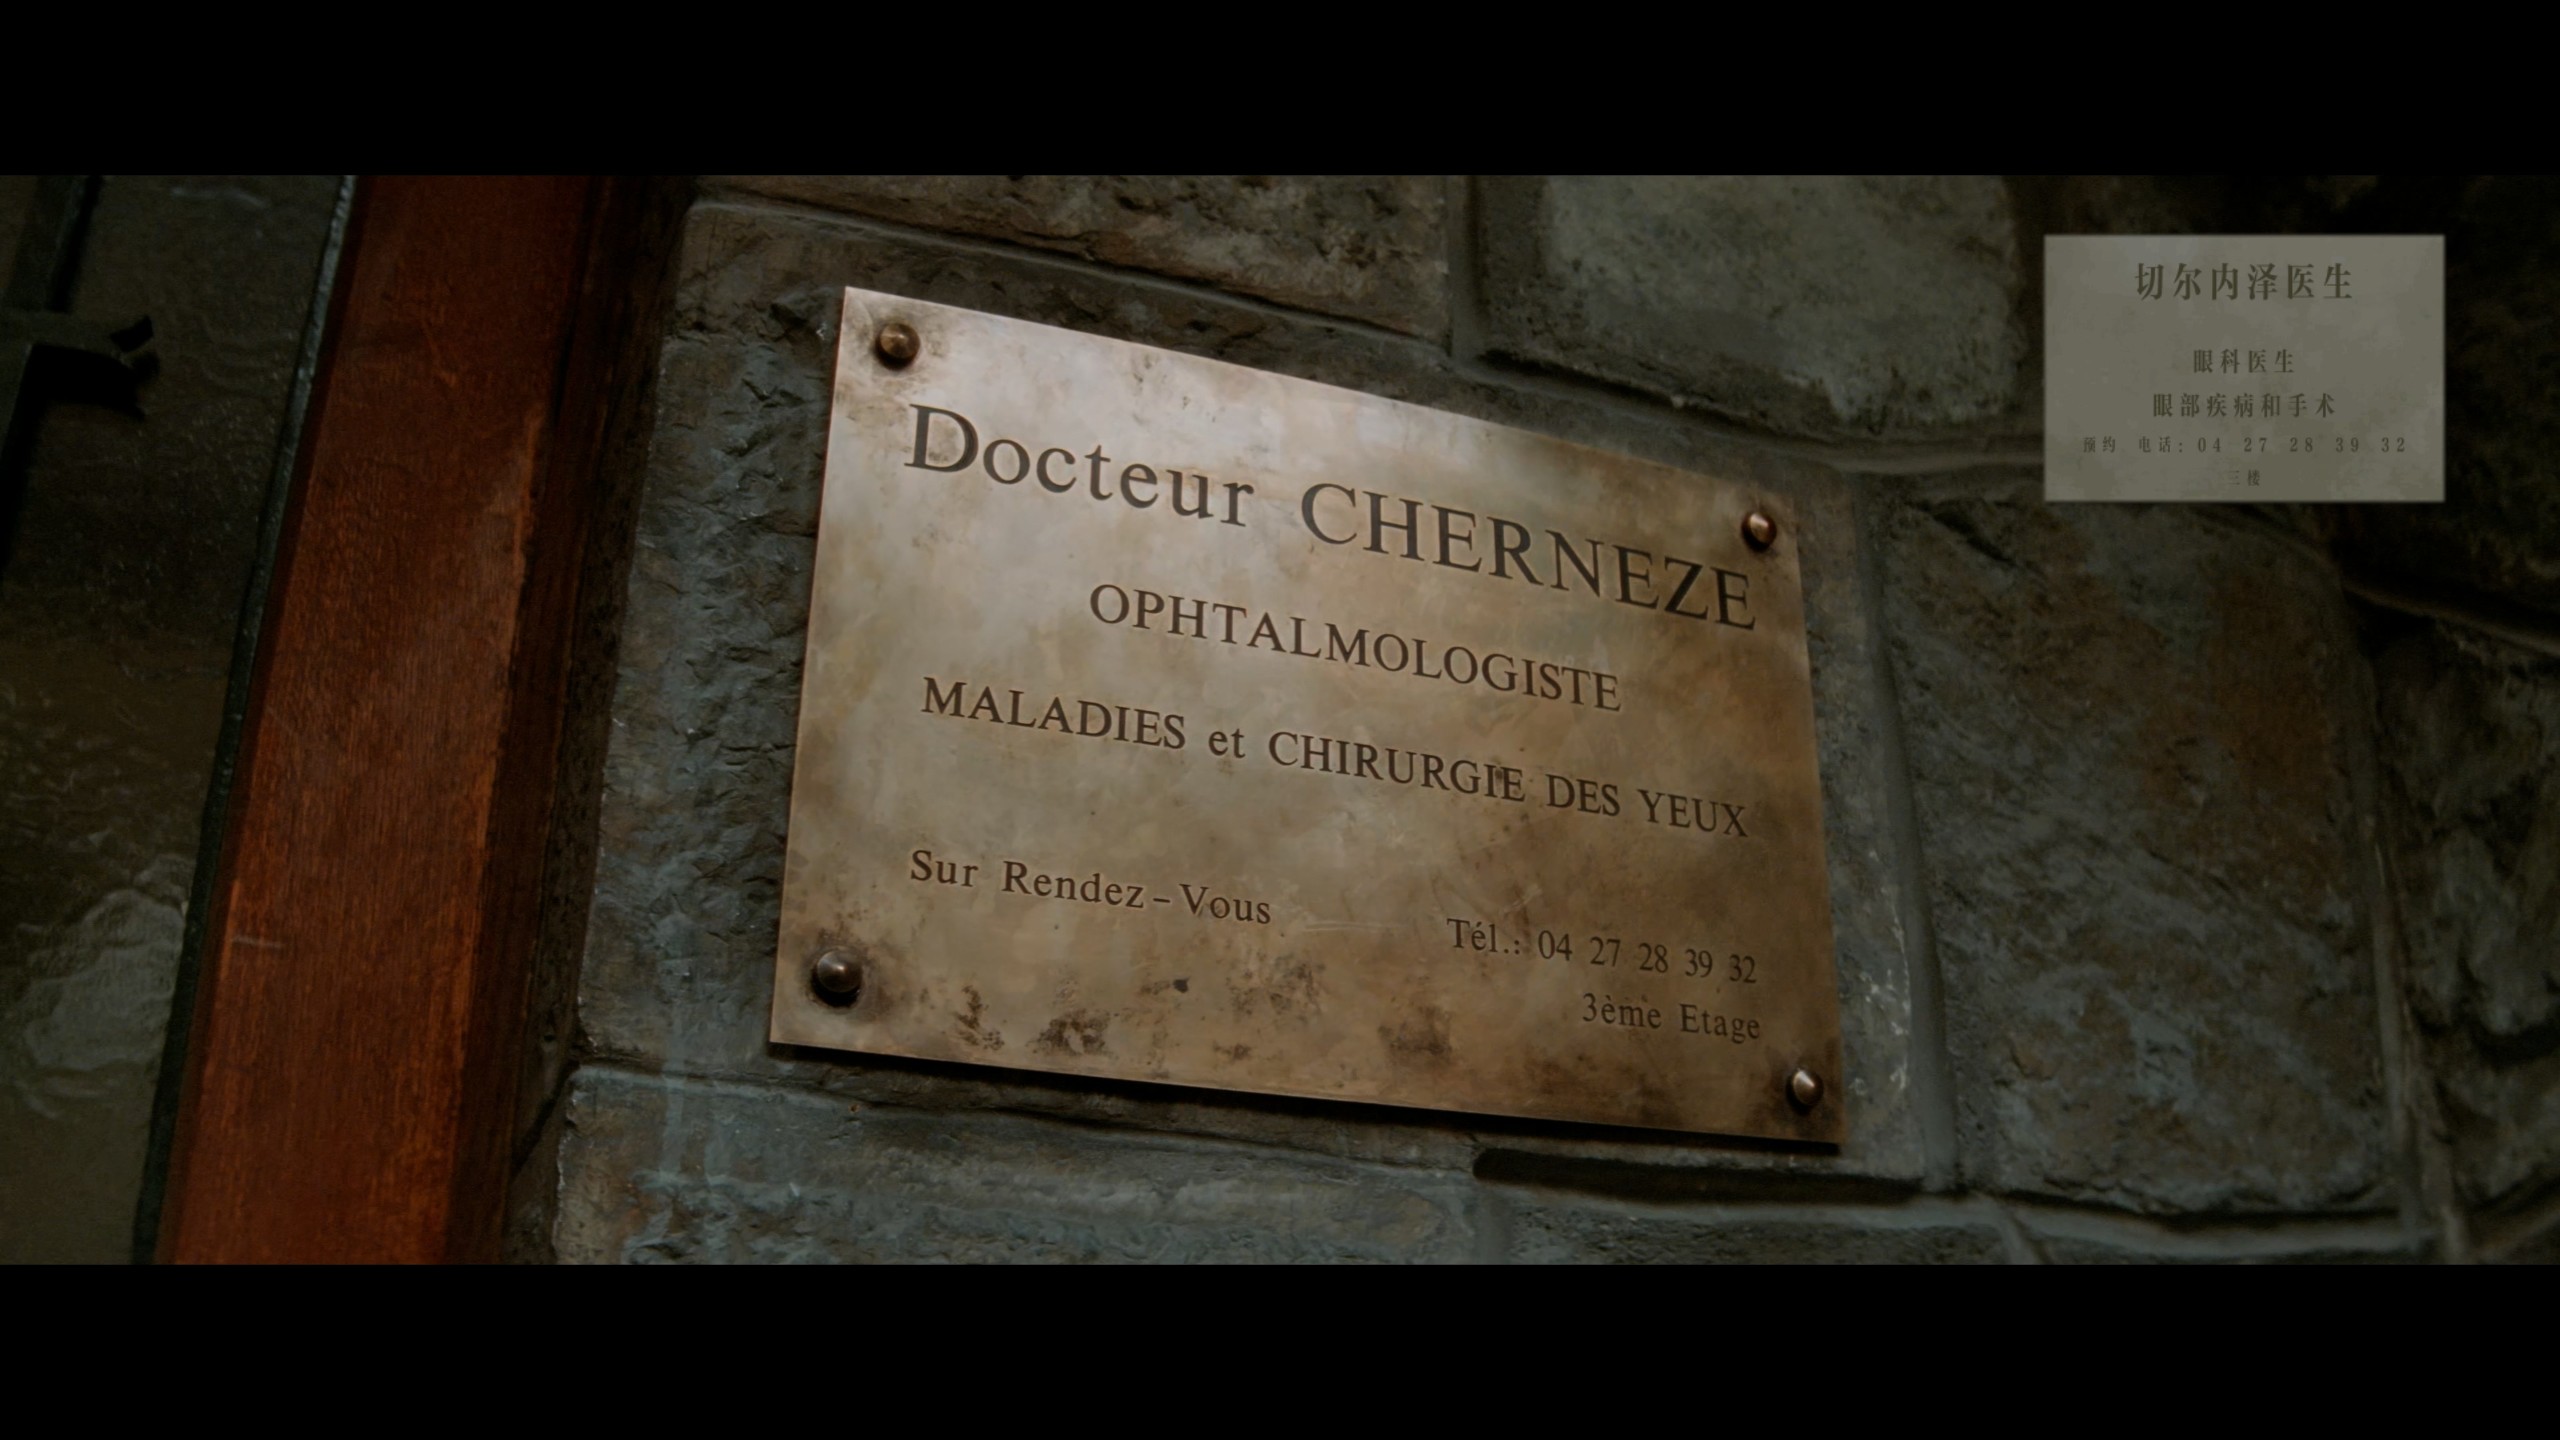 Docteur CHERNEZE
OPHTALMOLOGISTE
MALADIES et CHIRURGIE DES YEUX
Sur Rendez-Vous
Tél.: 04 27 28 39 32
3ème Etage
切尔内泽医生
眼科医生
眼部疾病和手术
预约 电话: 04 27 28 39 32
三楼